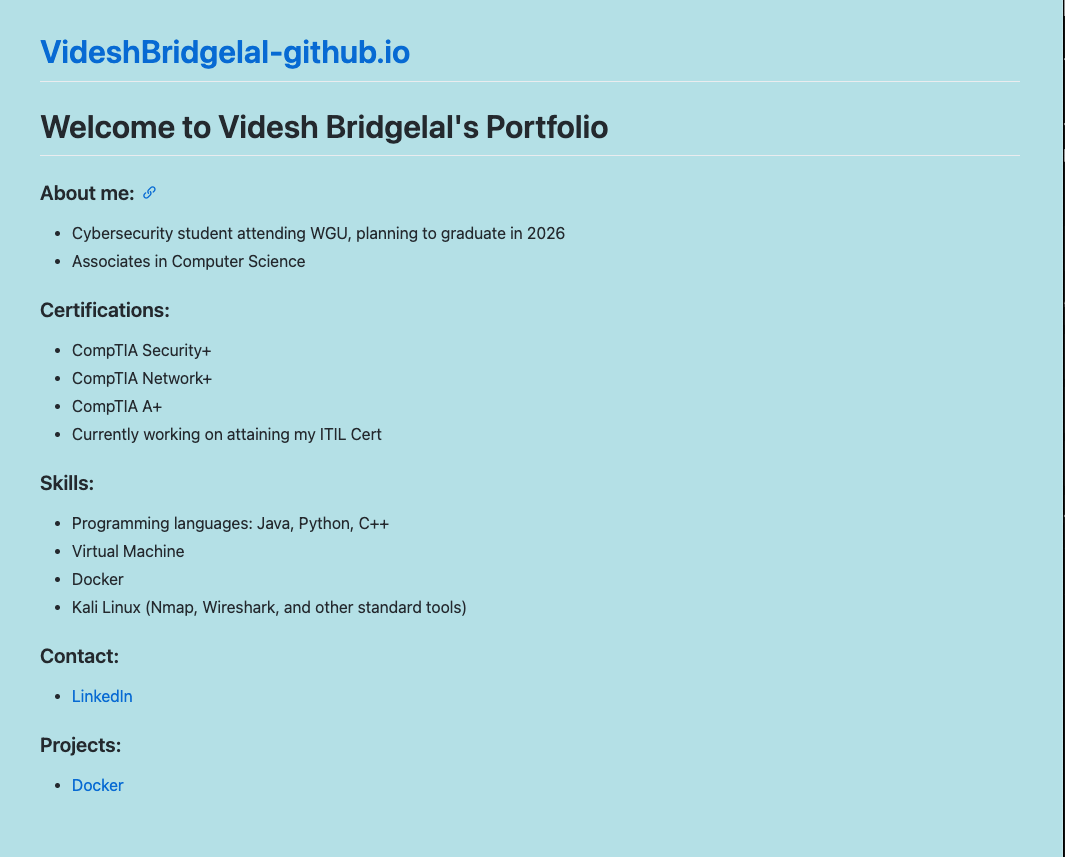 VideshBridgelal-github.io
Welcome to Videsh Bridgelal's Portfolio
About me:
Cybersecurity student attending WGU, planning to graduate in 2026
Associates in Computer Science
Certifications:
CompTIA Security+
CompTIA Network+
CompTIA A+
Currently working on attaining my ITIL Cert
Skills:
Programming languages: Java, Python, C++
Virtual Machine
Docker
Kali Linux (Nmap, Wireshark, and other standard tools)
Contact:
LinkedIn
Projects:
Docker